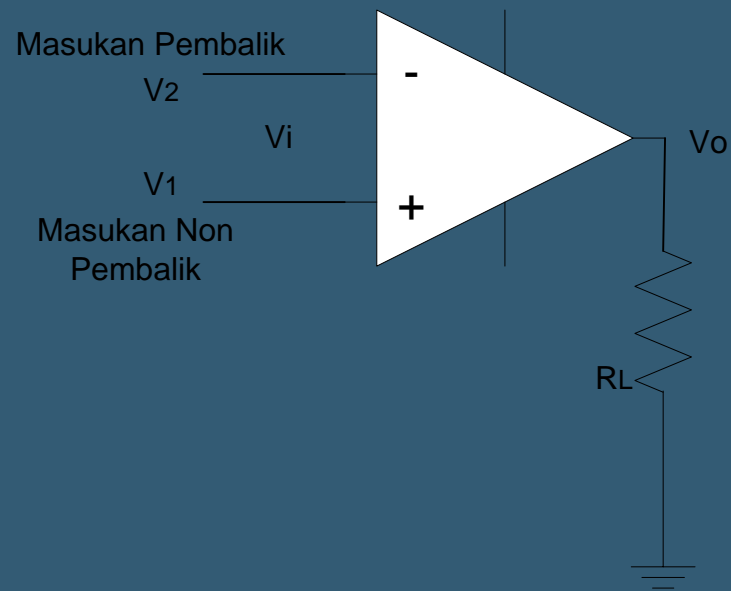 Masukan Pembalik
V2
-
Vi
Vo
V1
+
Masukan Non
Pembalik
RL